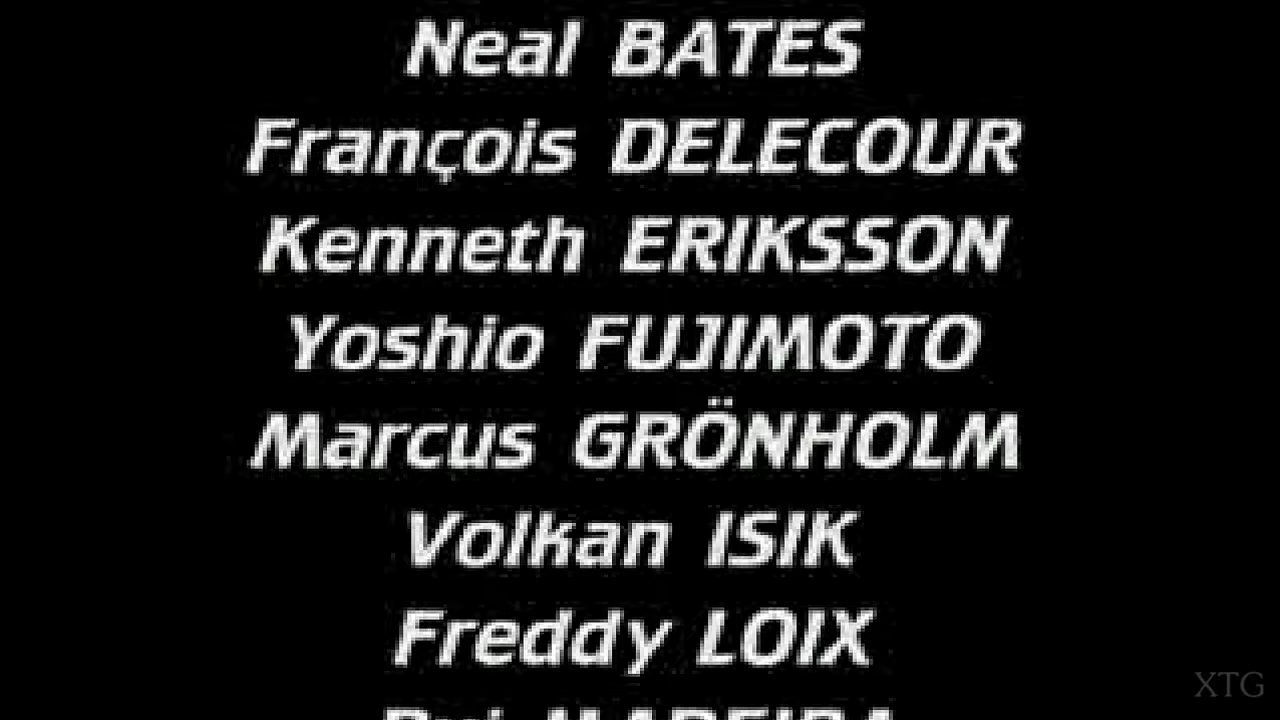 Neal BATES
François DELECOUR
Kenneth ERIKSSON
Yoshio FUJIMOTO
Marcus GRÖNHOLM
Volkan ISIK
Freddy LOIX
XTG